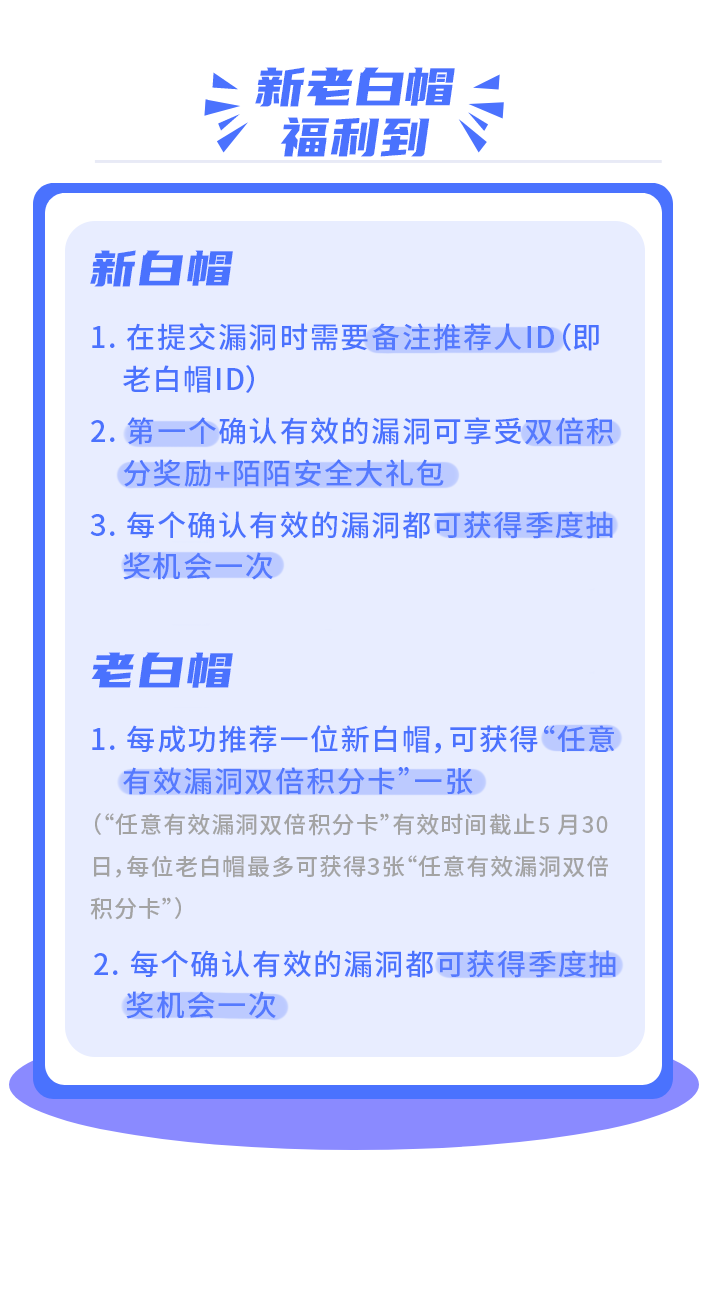 新老白帽
福利到
新白帽
1. 在提交漏洞时需要备注推荐人ID(即
老白帽ID)
2. 第一个确认有效的漏洞可享受双倍积
分奖励+陌陌安全大礼包
3. 每个确认有效的漏洞都可获得季度抽
奖机会一次
老白帽
1. 每成功推荐一位新白帽，可获得“任意
有效漏洞双倍积分卡”一张
(“任意有效漏洞双倍积分卡”有效时间截止5 月30
日，每位老白帽最多可获得3张“任意有效漏洞双倍
积分卡”)
2. 每个确认有效的漏洞都可获得季度抽
奖机会一次